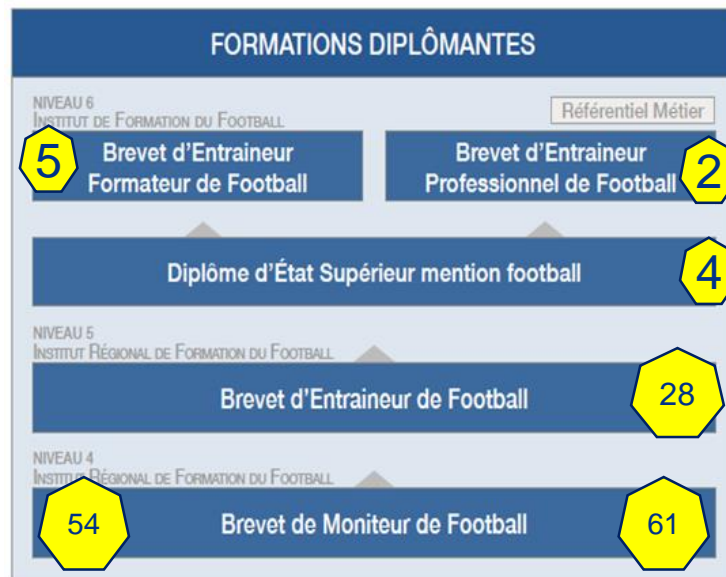 FORMATIONS DIPLÔMANTES
NIVEAU 6
INSTITUT DE FORMATION DU FOOTBALL
Référentiel Métier
5
Brevet d'Entraineur
Formateur de Football
Brevet d'Entraineur
Professionnel de Football
2
Diplôme d'État Supérieur mention football
4
NIVEAU 5
INSTITUT RÉGIONAL DE FORMATION DU FOOTBALL
Brevet d'Entraineur de Football
28
NIVEAU 4
INSTITUT RÉGIONAL DE FORMATION DU FOOTBALL
54
Brevet de Moniteur de Football
61